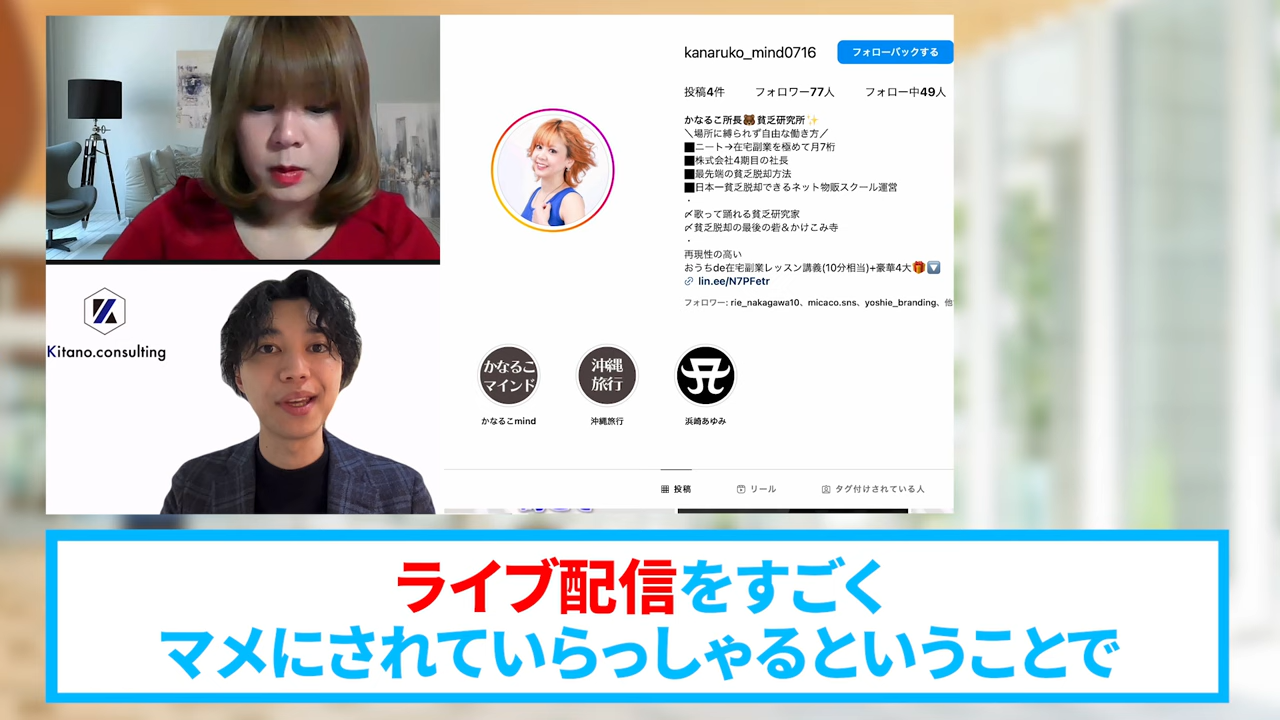 kanaruko_mind0716
フォローバックする
投稿4件 フォロワー77人 フォロー中49人
かなるこ所長🐻貧乏研究所✨
＼場所に縛られず自由な働き方／
■ニート→在宅副業を極めて月7桁
■株式会社4期目の社長
■最先端の貧乏脱却方法
■日本一貧乏脱却できるネット物販スクール運営
・
〆歌って踊れる貧乏研究家
〆貧乏脱却の最後の砦＆かけこみ寺
・
再現性の高い
おうちde在宅副業レッスン講義(10分相当)+豪華4大🎁🔽
lin.ee/N7PFetr
フォロワー: rie_nakagawa10、micaco.sns、yoshie_branding、他
Kitano.consulting
かなるこ
マインド
沖縄
旅行
かなるこmind
沖縄旅行
浜崎あゆみ
投稿
リール
タグ付けされている人
ライブ配信をすごく
マメにされていらっしゃるということで